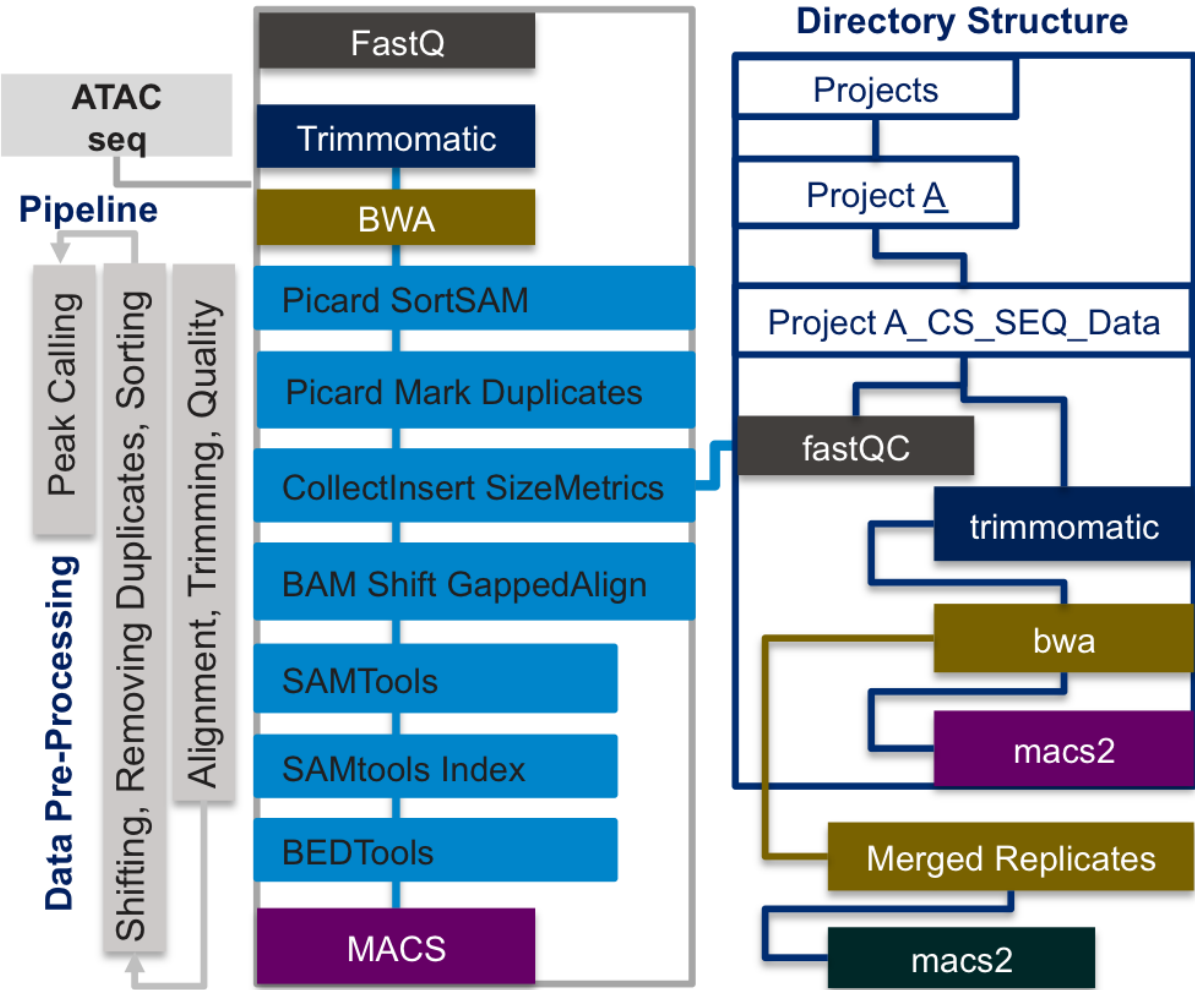 ATAC
seq
Pipeline
Peak Calling
Shifting, Removing Duplicates, Sorting
Alignment, Trimming, Quality
Data Pre-Processing
FastQ
Trimmomatic
BWA
Picard SortSAM
Picard Mark Duplicates
CollectInsert SizeMetrics
BAM Shift GappedAlign
SAMTools
SAMtools Index
BEDTools
MACS
Directory Structure
Projects
Project A
Project A_CS_SEQ_Data
fastQC
trimmomatic
bwa
macs2
Merged Replicates
macs2